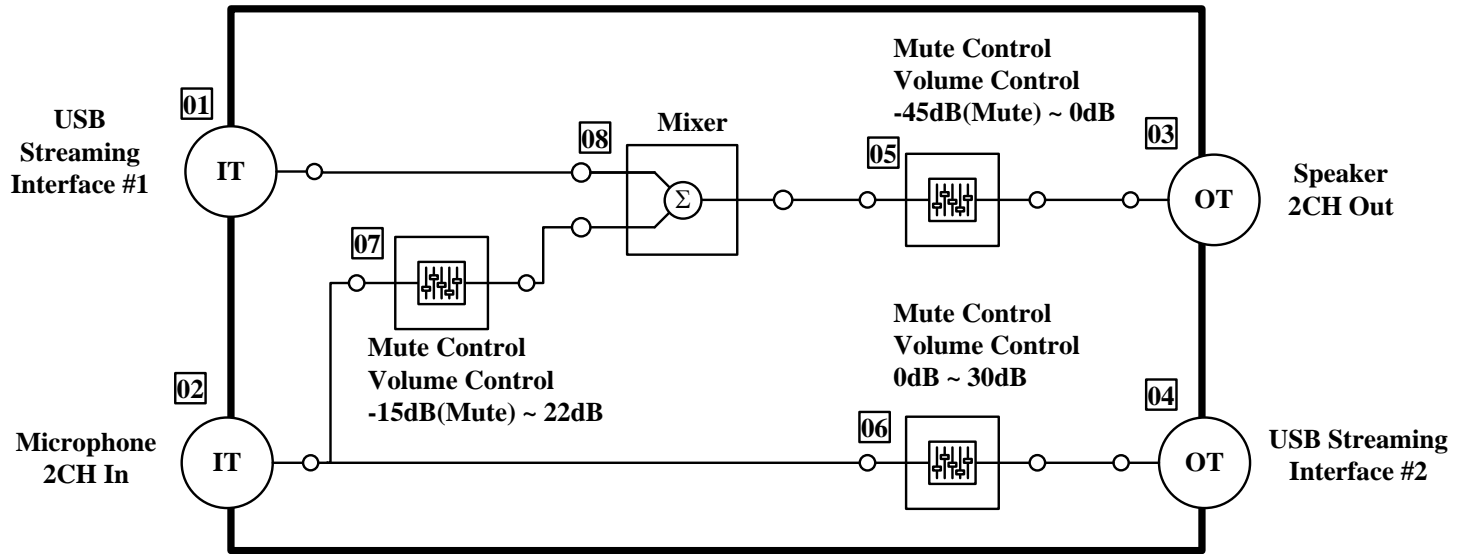 USB
Streaming
Interface #1
01
IT
08
Mixer
Σ
Mute Control
Volume Control
-45dB(Mute) ~ 0dB
05
03
OT
Speaker
2CH Out
07
Mute Control
Volume Control
-15dB(Mute) ~ 22dB
Microphone
2CH In
02
IT
Mute Control
Volume Control
0dB ~ 30dB
06
04
OT
USB Streaming
Interface #2